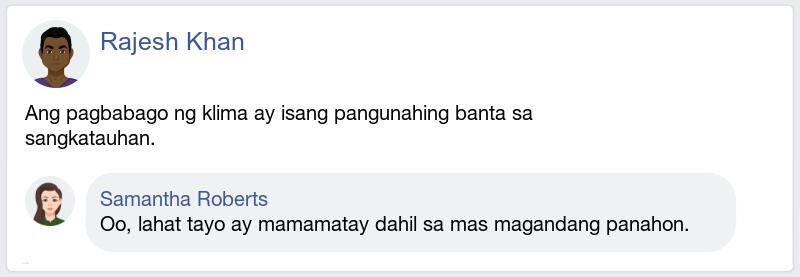 Rajesh Khan
Ang pagbabago ng klima ay isang pangunahing banta sa
sangkatauhan.
Samantha Roberts
Oo, lahat tayo ay mamamatay dahil sa mas magandang panahon.